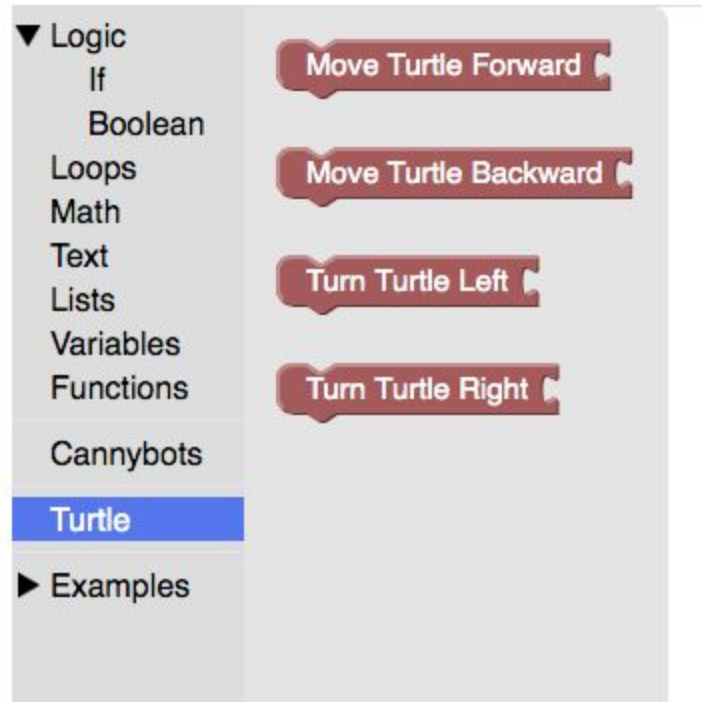 Logic
If
Boolean
Loops
Math
Text
Lists
Variables
Functions
Cannybots
Turtle
Examples
Move Turtle Forward
Move Turtle Backward
Turn Turtle Left
Turn Turtle Right